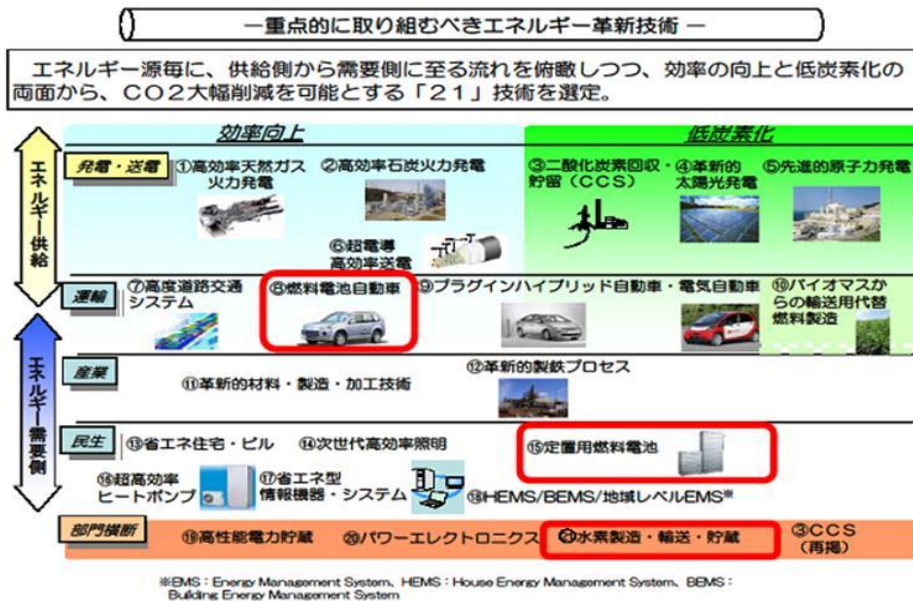 ―重点的に取り組むべきエネルギー革新技術 ―
エネルギー源毎に、供給側から需要側に至る流れを俯瞰しつつ、効率の向上と低炭素化の
両面から、CO2大幅削減を可能とする「21」技術を選定。
効率向上
低炭素化
エネルギー供給
発電・送電
①高効率天然ガス
火力発電
②高効率石炭火力発電
③二酸化炭素回収・
貯留(CCS)
④革新的
太陽光発電
⑤先進的原子力発電
⑥超電導
高効率送電
運輸
⑦高度道路交通
システム
⑧燃料電池自動車
⑨プラグインハイブリッド自動車・電気自動車
⑩バイオマスか
らの輸送用代替
燃料製造
エネルギー需要側
産業
⑪革新的材料・製造・加工技術
⑫革新的製鉄プロセス
民生
⑬省エネ住宅・ビル
⑭次世代高効率照明
⑮定置用燃料電池
⑯超高効率
ヒートポンプ
⑰省エネ型
情報機器・システム
⑱HEMS/BEMS/地域レベルEMS※
部門横断
⑲高性能電力貯蔵
⑳パワーエレクトロニクス
㉑水素製造・輸送・貯蔵
③CCS
(再掲)
※EMS:Energy Management System、HEMS:House Energy Management System、BEMS:
Building Energy Management System